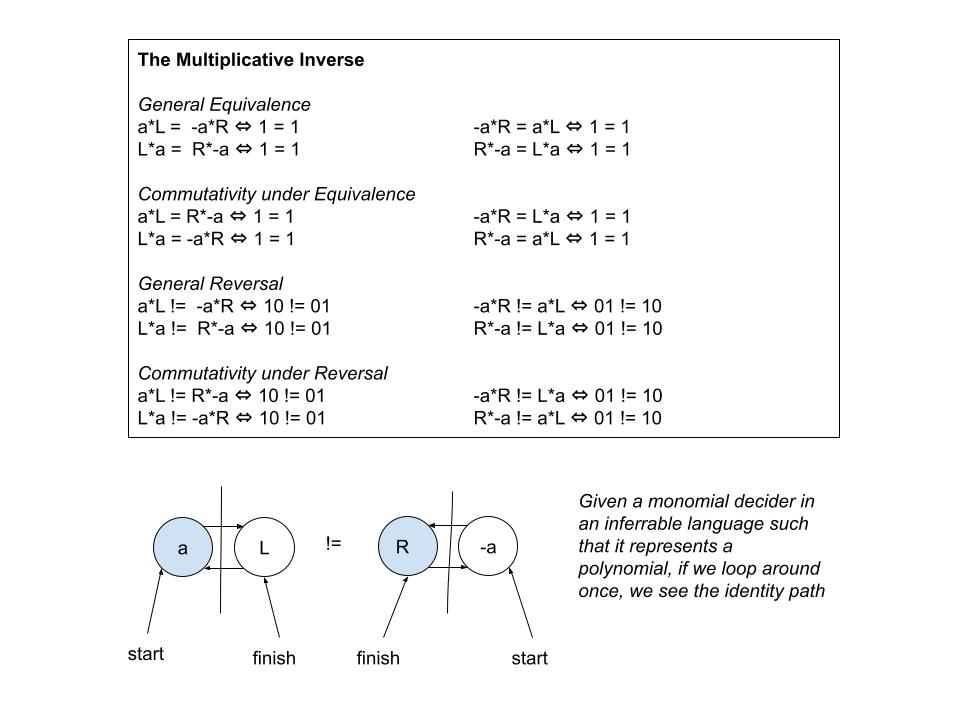 The Multiplicative Inverse
General Equivalence
a*L = -a*R ⇔ 1 = 1 -a*R = a*L ⇔ 1 = 1
L*a = R*-a ⇔ 1 = 1 R*-a = L*a ⇔ 1 = 1
Commutativity under Equivalence
a*L = R*-a ⇔ 1 = 1 -a*R = L*a ⇔ 1 = 1
L*a = -a*R ⇔ 1 = 1 R*-a = a*L ⇔ 1 = 1
General Reversal
a*L != -a*R ⇔ 10 != 01 -a*R != a*L ⇔ 01 != 10
L*a != R*-a ⇔ 10 != 01 R*-a != L*a ⇔ 01 != 10
Commutativity under Reversal
a*L != R*-a ⇔ 10 != 01 -a*R != L*a ⇔ 01 != 10
L*a != -a*R ⇔ 10 != 01 R*-a != a*L ⇔ 01 != 10
a L != R -a
start finish finish start
Given a monomial decider in
an inferrable language such
that it represents a
polynomial, if we loop around
once, we see the identity path